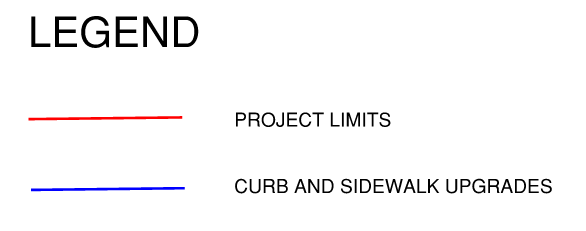 LEGEND
PROJECT LIMITS
CURB AND SIDEWALK UPGRADES